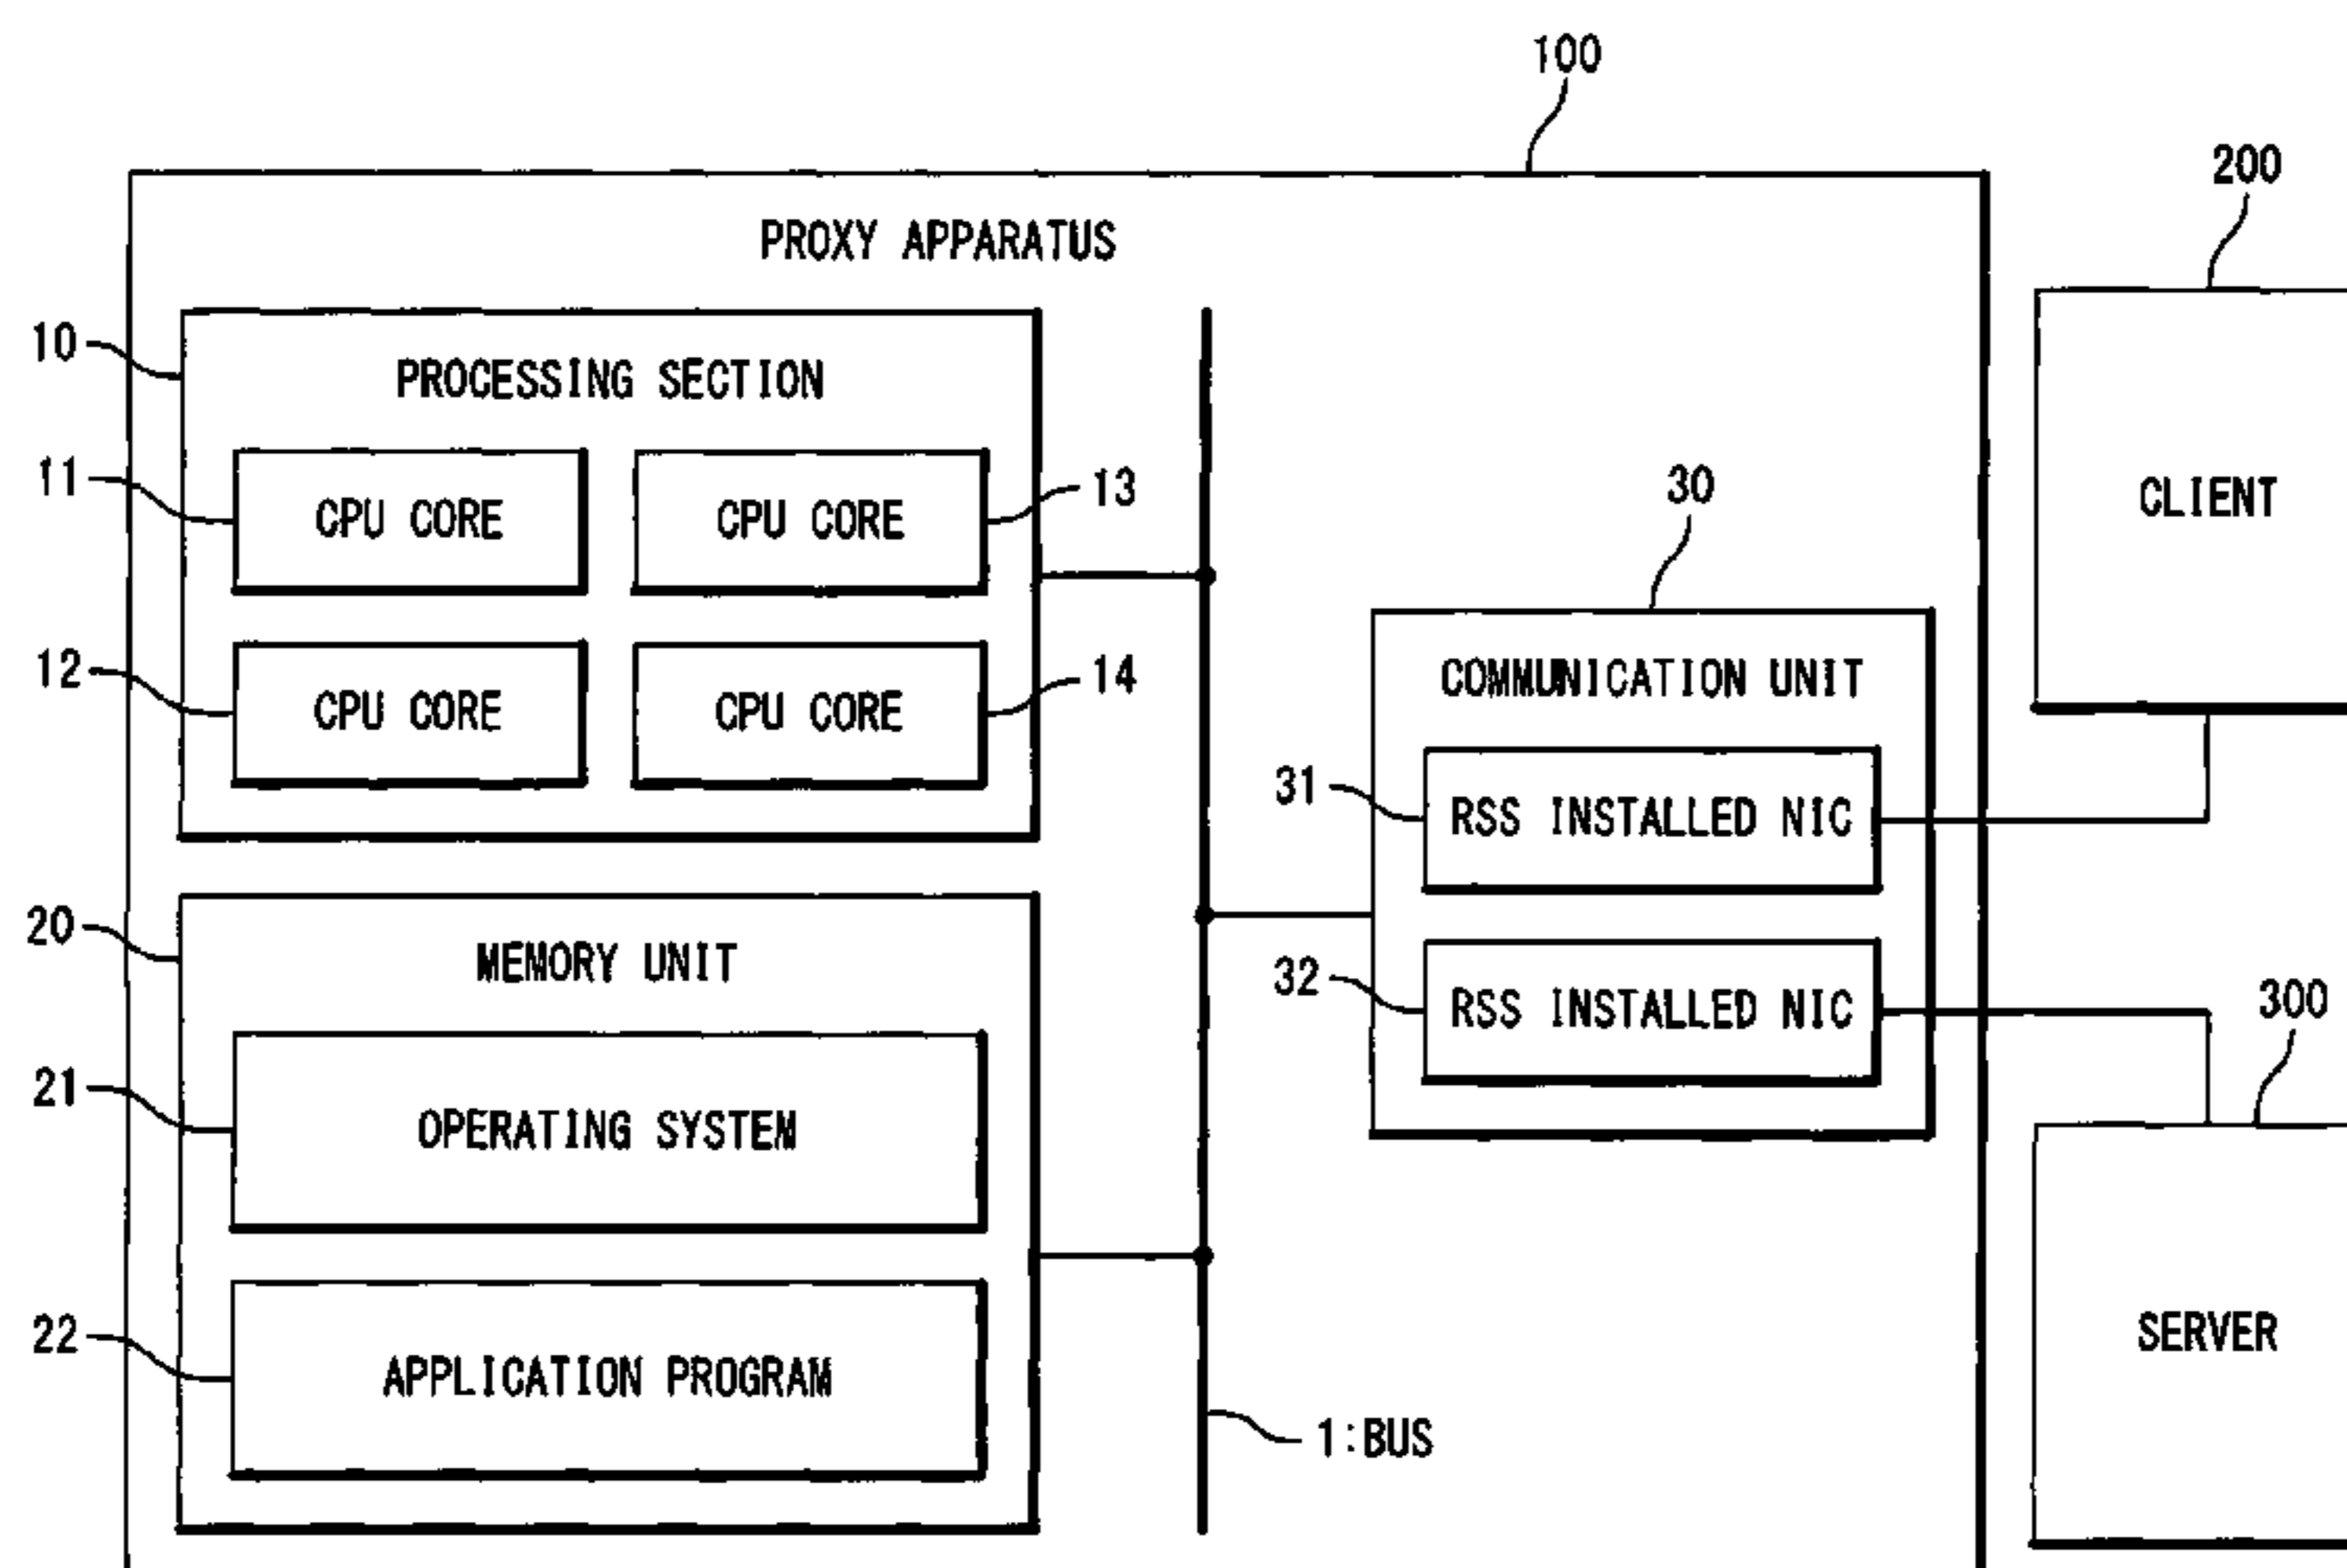 100
200
PROXY APPARATUS
10
PROCESSING SECTION
11
CPU CORE
CPU CORE
13
12
CPU CORE
CPU CORE
14
20
MEMORY UNIT
21
OPERATING SYSTEM
22
APPLICATION PROGRAM
1:BUS
30
COMMUNICATION UNIT
31
RSS INSTALLED NIC
32
RSS INSTALLED NIC
CLIENT
300
SERVER